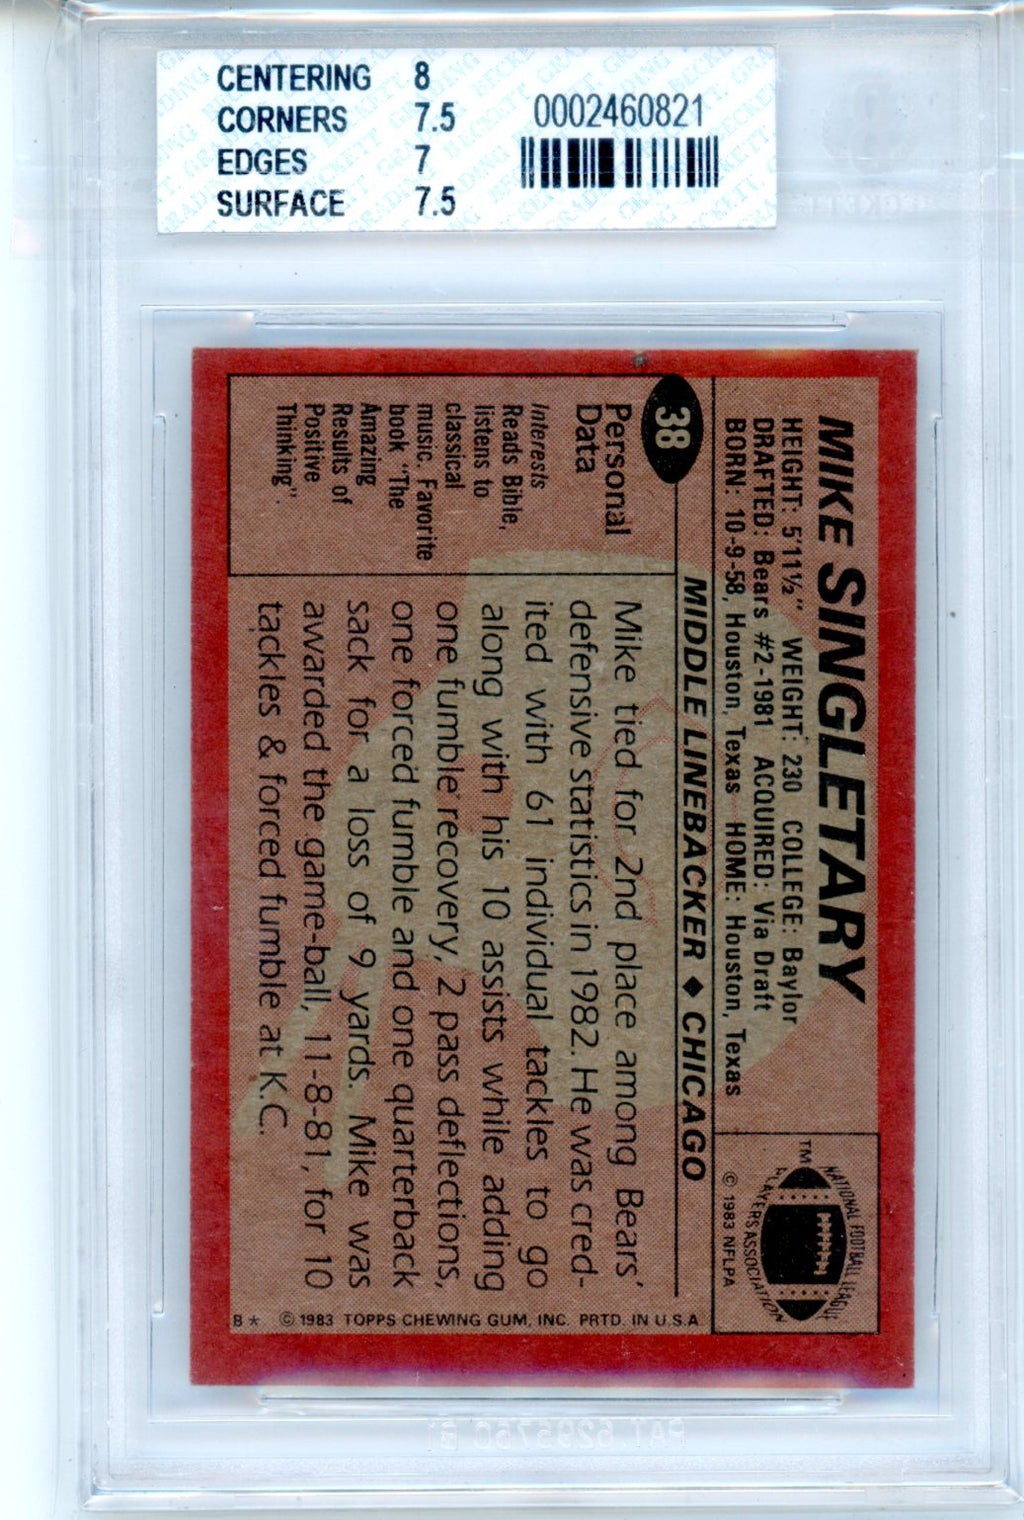 CENTERING 8
CORNERS 7.5
EDGES 7
SURFACE 7.5
0002460821
MIKE SINGLETARY
HEIGHT: 5'11½" WEIGHT: 230 COLLEGE: Baylor
DRAFTED: Bears #2-1981 ACQUIRED: Via Draft
BORN: 10-9-58, Houston, Texas HOME: Houston, Texas
TM
NATIONAL FOOTBALL LEAGUE
PLAYERS ASSOCIATION
© 1983 NFLPA
38
MIDDLE LINEBACKER ◆ CHICAGO
Personal
Data
Interests
Reads Bible,
listens to
classical
music. Favorite
book "The
Amazing
Results of
Positive
Thinking".
Mike tied for 2nd place among Bears'
defensive statistics in 1982. He was cred-
ited with 61 individual tackles to go
along with his 10 assists while adding
one fumble recovery, 2 pass deflections,
one forced fumble and one quarterback
sack for a loss of 9 yards. Mike was
awarded the game-ball, 11-8-81, for 10
tackles & forced fumble at K.C.
B* © 1983 TOPPS CHEWING GUM, INC. PRTD. IN U.S.A.